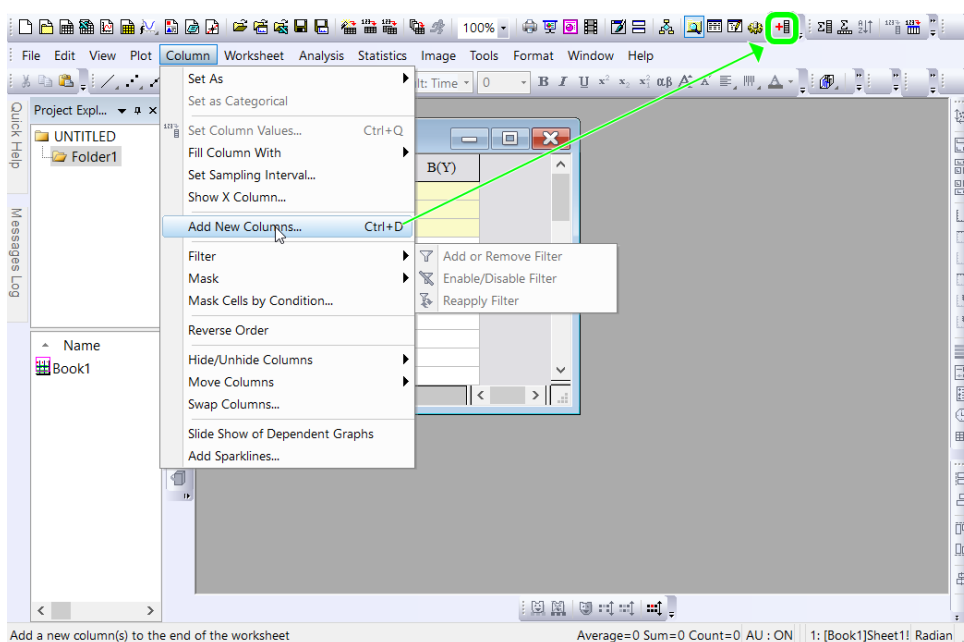 100%
File Edit View Plot Column Worksheet Analysis Statistics Image Tools Format Window Help
lt: Time 0 B I U x² x₂ x²₁ αβ A A A
Project Expl...
UNTITLED
Folder1
Quick Help
Messages Log
Name
Book1
Set As
Set as Categorical
Set Column Values... Ctrl+Q
Fill Column With
Set Sampling Interval...
Show X Column...
Add New Columns... Ctrl+D
Filter
Mask
Mask Cells by Condition...
Reverse Order
Hide/Unhide Columns
Move Columns
Swap Columns...
Slide Show of Dependent Graphs
Add Sparklines...
B(Y)
Add or Remove Filter
Enable/Disable Filter
Reapply Filter
Add a new column(s) to the end of the worksheet
Average=0 Sum=0 Count=0 AU : ON 1: [Book1]Sheet1! Radian